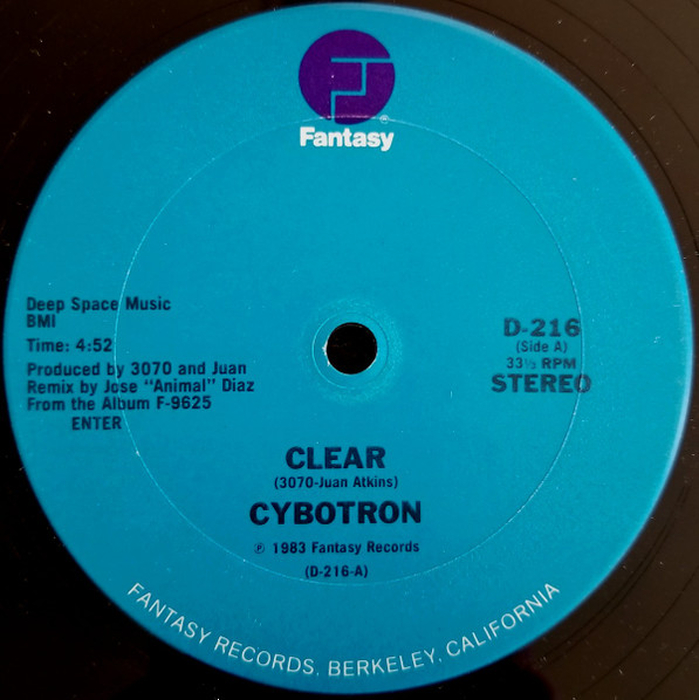 Fantasy
®
Deep Space Music
BMI
Time: 4:52
Produced by 3070 and Juan
Remix by Jose "Animal" Diaz
From the Album F-9625
ENTER
D-216
(Side A)
33⅓ RPM
STEREO
CLEAR
(3070-Juan Atkins)
CYBOTRON
℗ 1983 Fantasy Records
(D-216-A)
FANTASY RECORDS, BERKELEY, CALIFORNIA